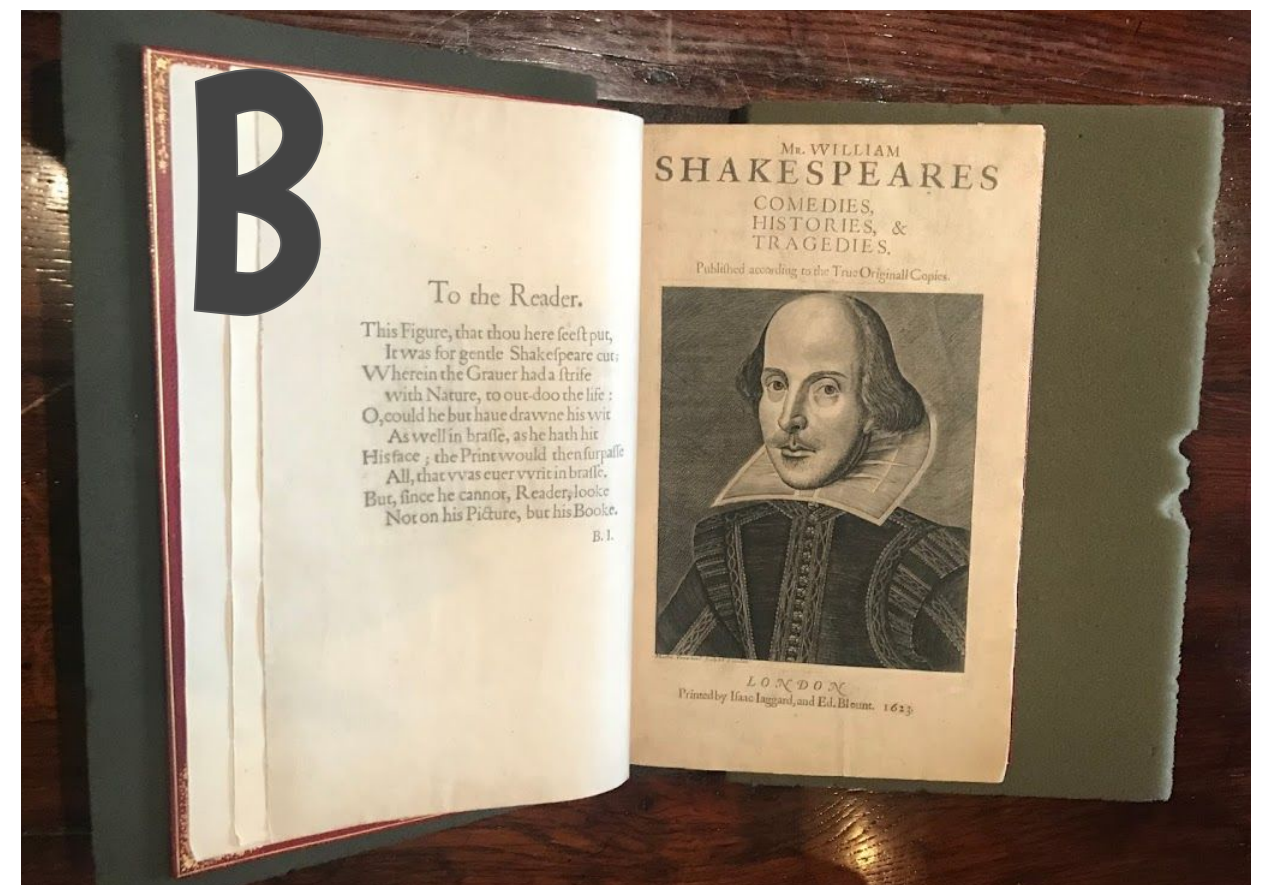 B
To the Reader.
This Figure, that thou here ſeeſt put,
It was for gentle Shakeſpeare cut;
Wherein the Grauer had a ſtrife
with Nature, to out-doo the life :
O, could he but haue drawne his wit
As well in braſſe, as he hath hit
His face ; the Print would then ſurpaſſe
All, that vvas euer vvrit in braſſe.
But, ſince he cannot, Reader, looke
Not on his Picture, but his Booke.
B. I.
Mr. WILLIAM
SHAKESPEARES
COMEDIES,
HISTORIES, &
TRAGEDIES.
Publiſhed according to the True Originall Copies.
LONDON
Printed by Iſaac Iaggard, and Ed. Blount. 1623.